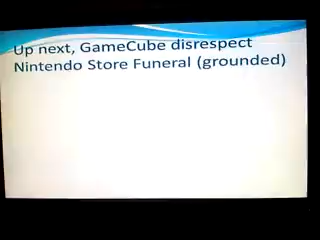 Up next, GameCube disrespect
Nintendo Store Funeral (grounded)